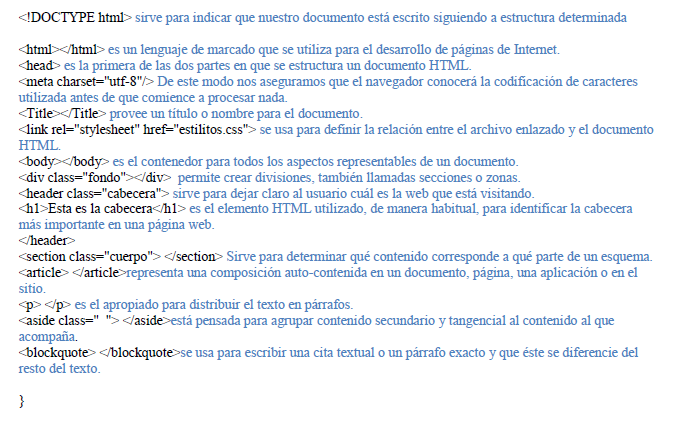 <!DOCTYPE html> sirve para indicar que nuestro documento está escrito siguiendo a estructura determinada
<html></html> es un lenguaje de marcado que se utiliza para el desarrollo de páginas de Internet.
<head> es la primera de las dos partes en que se estructura un documento HTML.
<meta charset="utf-8"/> De este modo nos aseguramos que el navegador conocerá la codificación de caracteres
utilizada antes de que comience a procesar nada.
<Title></Title> provee un título o nombre para el documento.
<link rel="stylesheet" href="estilitos.css"> se usa para definir la relación entre el archivo enlazado y el documento
HTML.
<body></body> es el contenedor para todos los aspectos representables de un documento.
<div class="fondo"></div>  permite crear divisiones, también llamadas secciones o zonas.
<header class="cabecera"> sirve para dejar claro al usuario cuál es la web que está visitando.
<h1>Esta es la cabecera</h1> es el elemento HTML utilizado, de manera habitual, para identificar la cabecera
más importante en una página web.
</header>
<section class="cuerpo"> </section> Sirve para determinar qué contenido corresponde a qué parte de un esquema.
<article> </article>representa una composición auto-contenida en un documento, página, una aplicación o en el
sitio.
<p> </p> es el apropiado para distribuir el texto en párrafos.
<aside class="  "> </aside>está pensada para agrupar contenido secundario y tangencial al contenido al que
acompaña.
<blockquote> </blockquote>se usa para escribir una cita textual o un párrafo exacto y que éste se diferencie del
resto del texto.
}